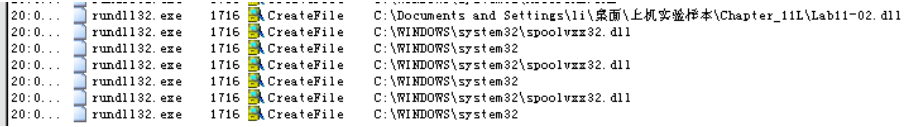 20:0... rundll32.exe 1716 CreateFile C:\Documents and Settings\li\桌面\上机实验样本\Chapter_11L\Lab11-02.dll
20:0... rundll32.exe 1716 CreateFile C:\WINDOWS\system32\spoolvxx32.dll
20:0... rundll32.exe 1716 CreateFile C:\WINDOWS\system32
20:0... rundll32.exe 1716 CreateFile C:\WINDOWS\system32\spoolvxx32.dll
20:0... rundll32.exe 1716 CreateFile C:\WINDOWS\system32
20:0... rundll32.exe 1716 CreateFile C:\WINDOWS\system32\spoolvxx32.dll
20:0... rundll32.exe 1716 CreateFile C:\WINDOWS\system32